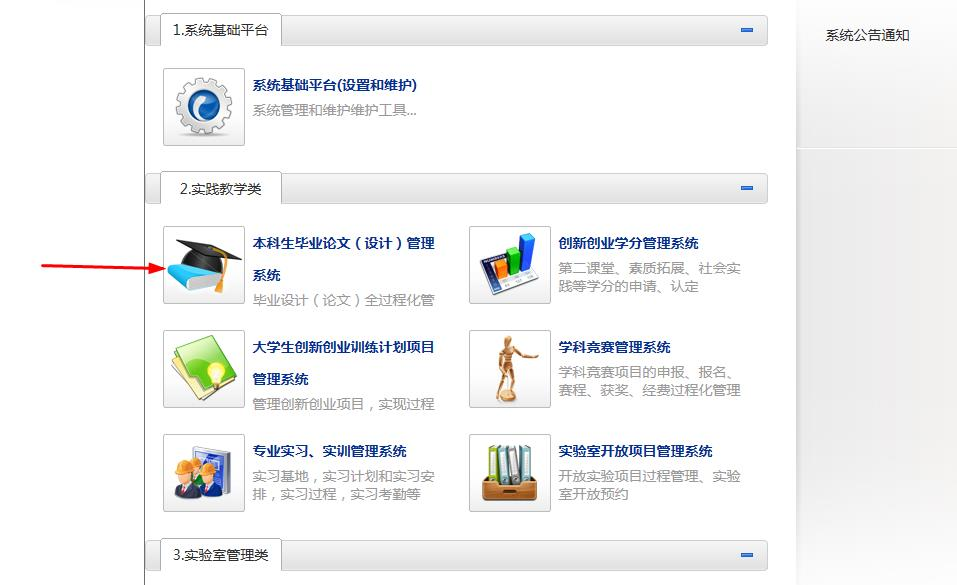 1.系统基础平台
系统公告通知
系统基础平台(设置和维护)
系统管理和维护维护工具...
2.实践教学类
本科生毕业论文（设计）管理
系统
毕业设计（论文）全过程化管
创新创业学分管理系统
第二课堂、素质拓展、社会实
践等学分的申请、认定
大学生创新创业训练计划项目
管理系统
管理创新创业项目，实现过程
学科竞赛管理系统
学科竞赛项目的申报、报名、
赛程、获奖、经费过程化管理
专业实习、实训管理系统
实习基地，实习计划和实习安
排，实习过程，实习考勤等
实验室开放项目管理系统
开放实验项目过程管理、实验
室开放预约
3.实验室管理类